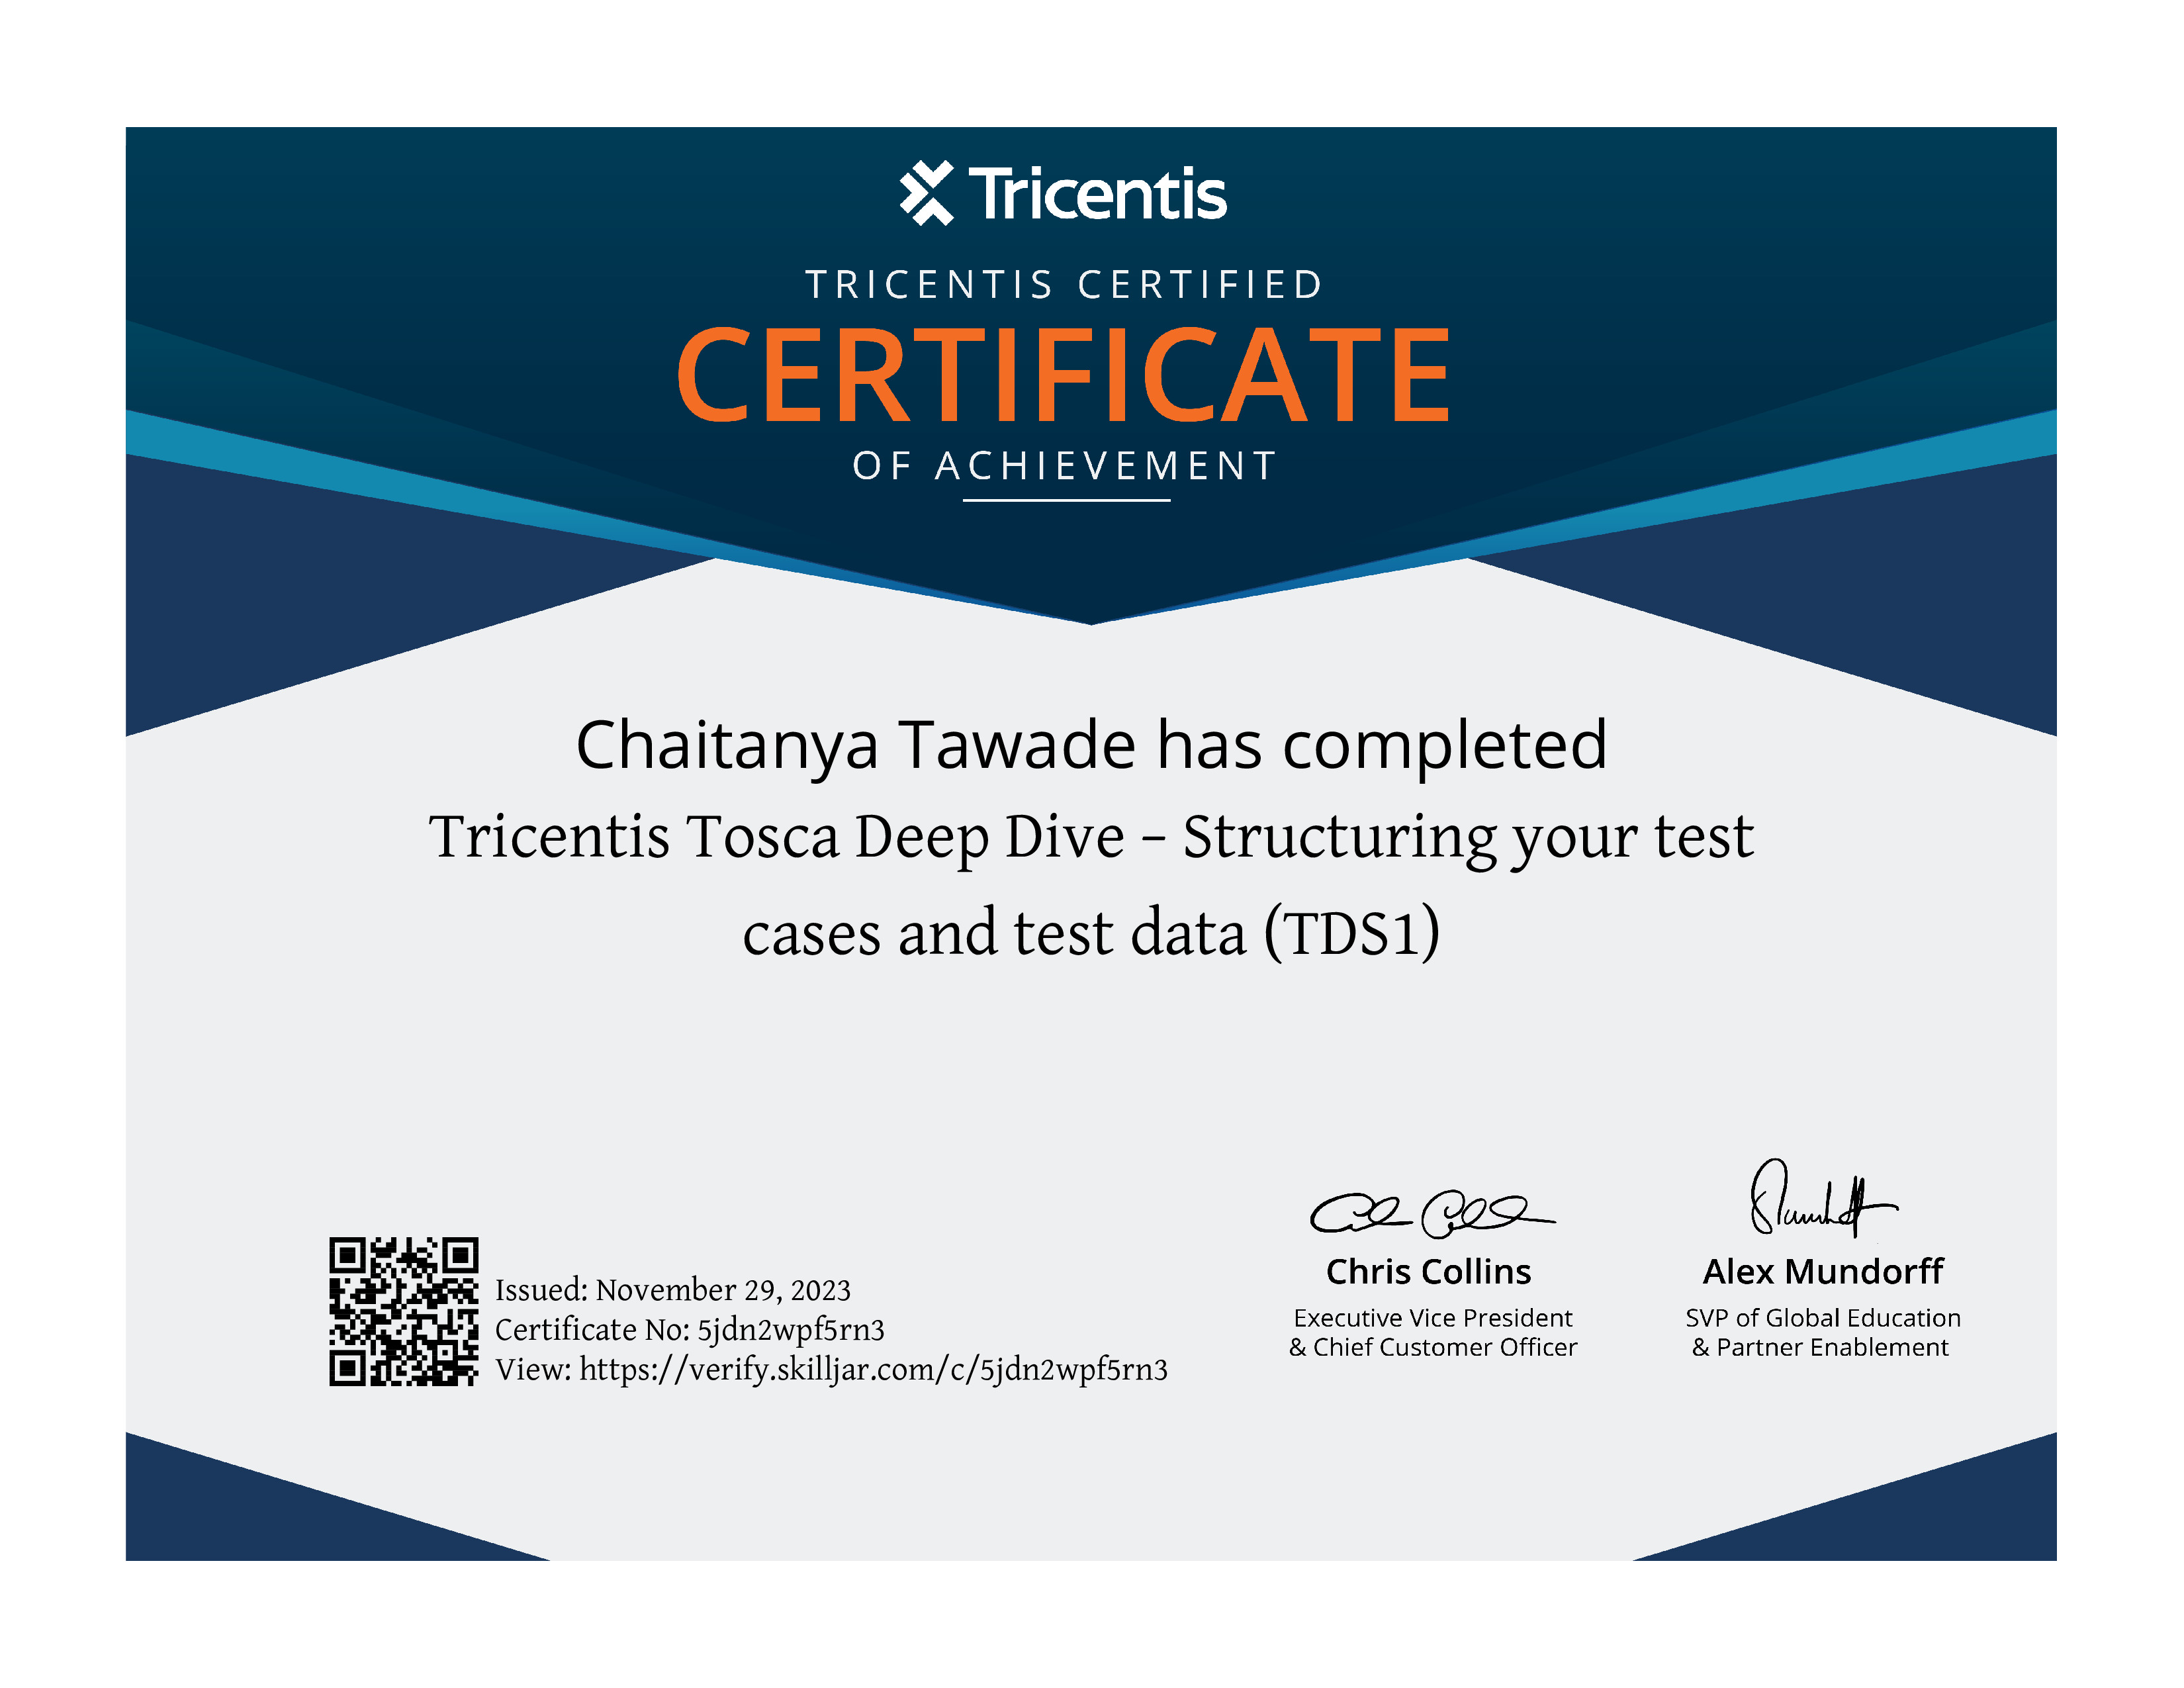 Tricentis
TRICENTIS CERTIFIED
CERTIFICATE
OF ACHIEVEMENT
Chaitanya Tawade has completed
Tricentis Tosca Deep Dive – Structuring your test
cases and test data (TDS1)
Issued: November 29, 2023
Certificate No: 5jdn2wpf5rn3
View: https://verify.skilljar.com/c/5jdn2wpf5rn3
Chris Collins
Executive Vice President
& Chief Customer Officer
Alex Mundorff
SVP of Global Education
& Partner Enablement